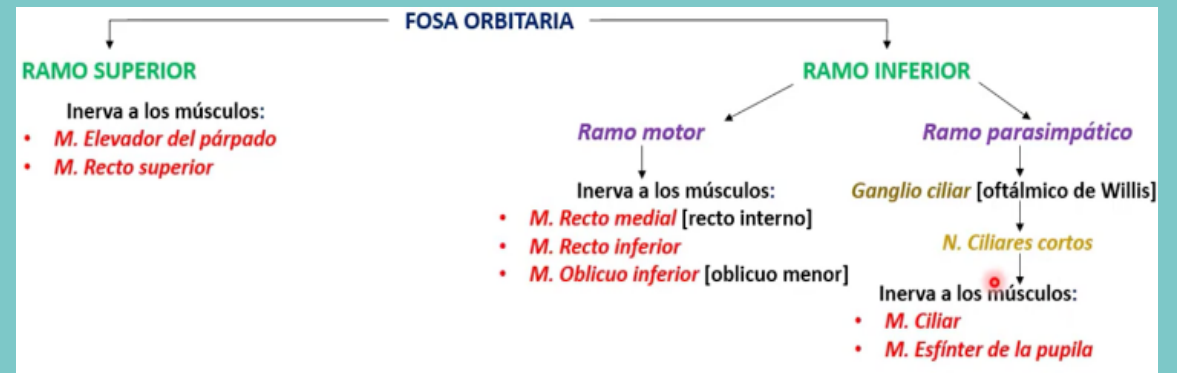 FOSA ORBITARIA
RAMO SUPERIOR
Inerva a los músculos:
• M. Elevador del párpado
• M. Recto superior
RAMO INFERIOR
Ramo motor
Inerva a los músculos:
• M. Recto medial [recto interno]
• M. Recto inferior
• M. Oblicuo inferior [oblicuo menor]
Ramo parasimpático
Ganglio ciliar [oftálmico de Willis]
N. Ciliares cortos
Inerva a los músculos:
• M. Ciliar
• M. Esfínter de la pupila